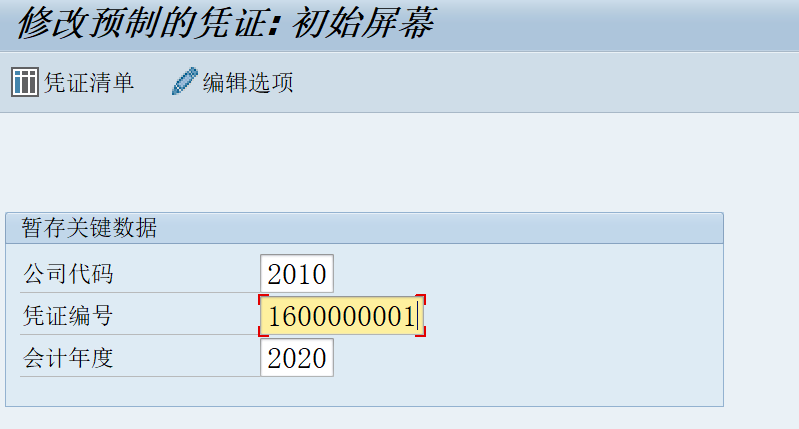 修改预制的凭证: 初始屏幕
凭证清单 编辑选项
暂存关键数据
公司代码 2010
凭证编号 1600000001
会计年度 2020